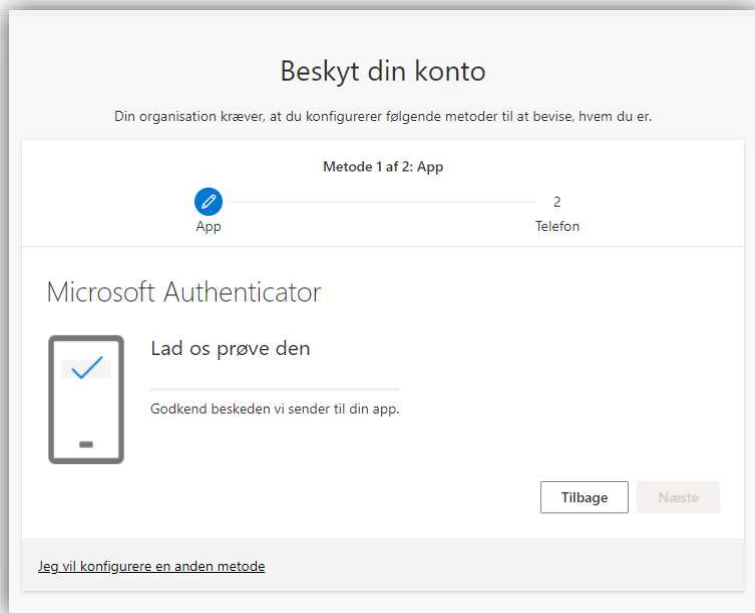 Beskyt din konto
Din organisation kræver, at du konfigurerer følgende metoder til at bevise, hvem du er.
Metode 1 af 2: App
2
App
Telefon
Microsoft Authenticator
Lad os prøve den
Godkend beskeden vi sender til din app.
Tilbage
Næste
Jeg vil konfigurere en anden metode